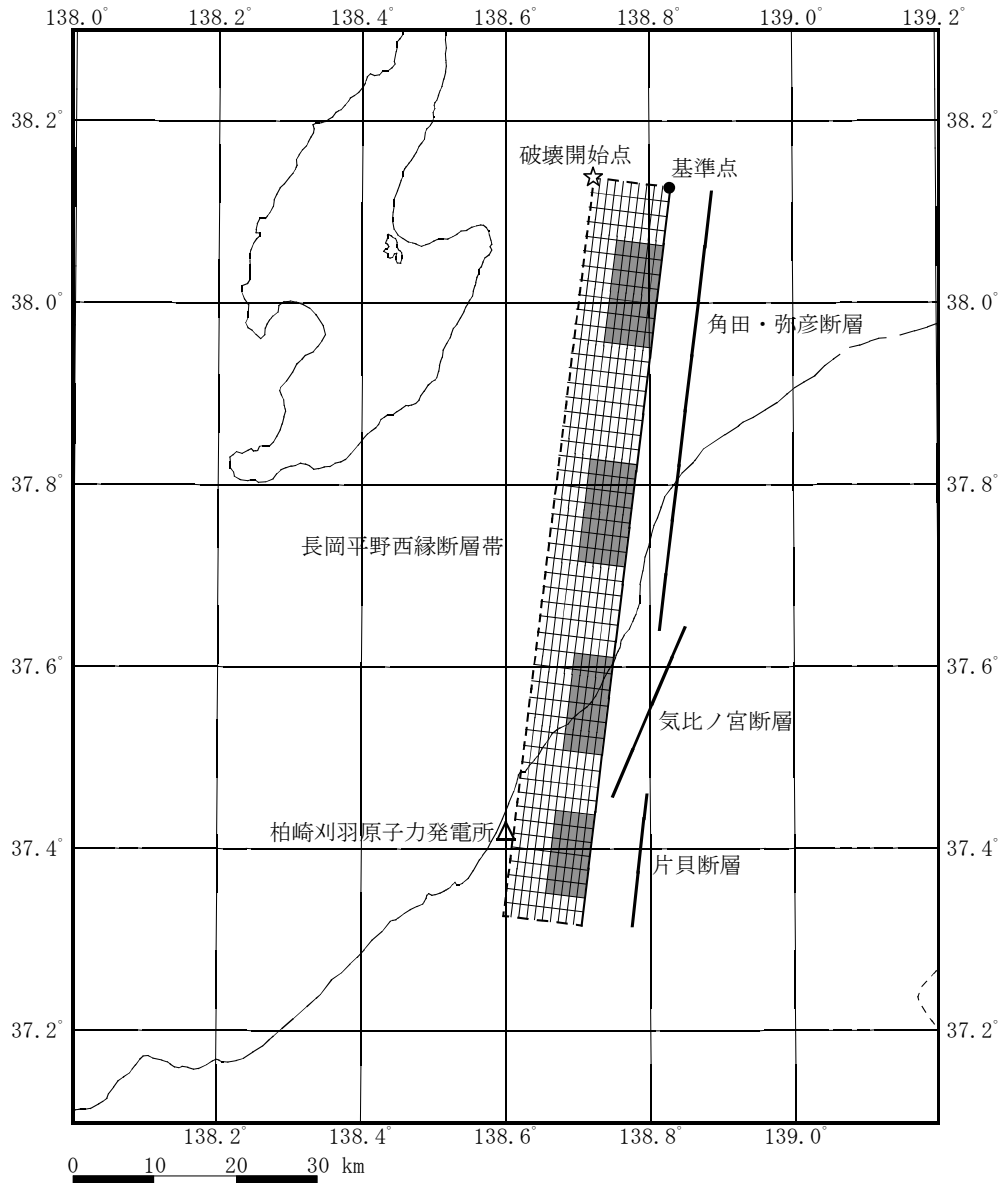 138.0° 138.2° 138.4° 138.6° 138.8° 139.0° 139.2°
38.2° 38.2°
破壊開始点
基準点
38.0° 38.0°
角田・弥彦断層
37.8° 37.8°
長岡平野西縁断層帯
37.6° 37.6°
気比ノ宮断層
柏崎刈羽原子力発電所
37.4° 37.4°
片貝断層
37.2° 37.2°
138.2° 138.4° 138.6° 138.8° 139.0°
0 10 20 30 km